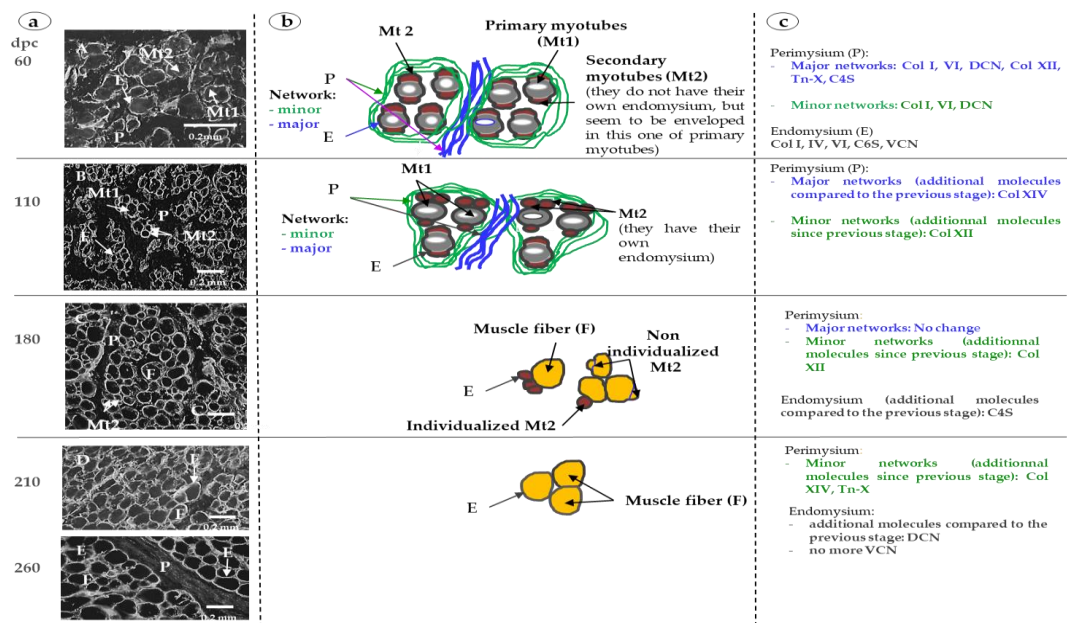 a
b
c
dpc
60
A
Mt2
E
Mt1
P
0.2mm
Mt 2
Primary myotubes
(Mt1)
P
Network:
- minor
- major
E
Secondary
myotubes (Mt2)
(they do not have
their own
endomysium, but
seem to be enveloped
in this one of primary
myotubes)
Perimysium (P):
- Major networks: Col I, VI, DCN, Col XII,
Tn-X, C4S
- Minor networks: Col I, VI, DCN
Endomysium (E)
Col I, IV, VI, C6S, VCN
110
B
Mt1
P
E
Mt2
0.2 mm
Mt1
P
Network:
- minor
- major
E
Mt2
(they have their
own
endomysium)
Perimysium (P):
- Major networks (additional molecules
compared to the previous stage): Col XIV
- Minor networks (additionnal molecules
since previous stage): Col XII
180
C
P
E
Mt2
C
Muscle fiber (F)
Non
individualized
Mt2
E
Individualized Mt2
Perimysium:
- Major networks: No change
- Minor networks (additionnal
molecules since previous stage): Col
XII
Endomysium (additional molecules
compared to the previous stage): C4S
210
D
E
F
0.2 mm
E
Muscle fiber (F)
Perimysium:
- Minor networks (additionnal
molecules since previous stage): Col
XIV, Tn-X
Endomysium:
- additional molecules compared to the
previous stage: DCN
- no more VCN
260
E
E
P
F
0.2 mm